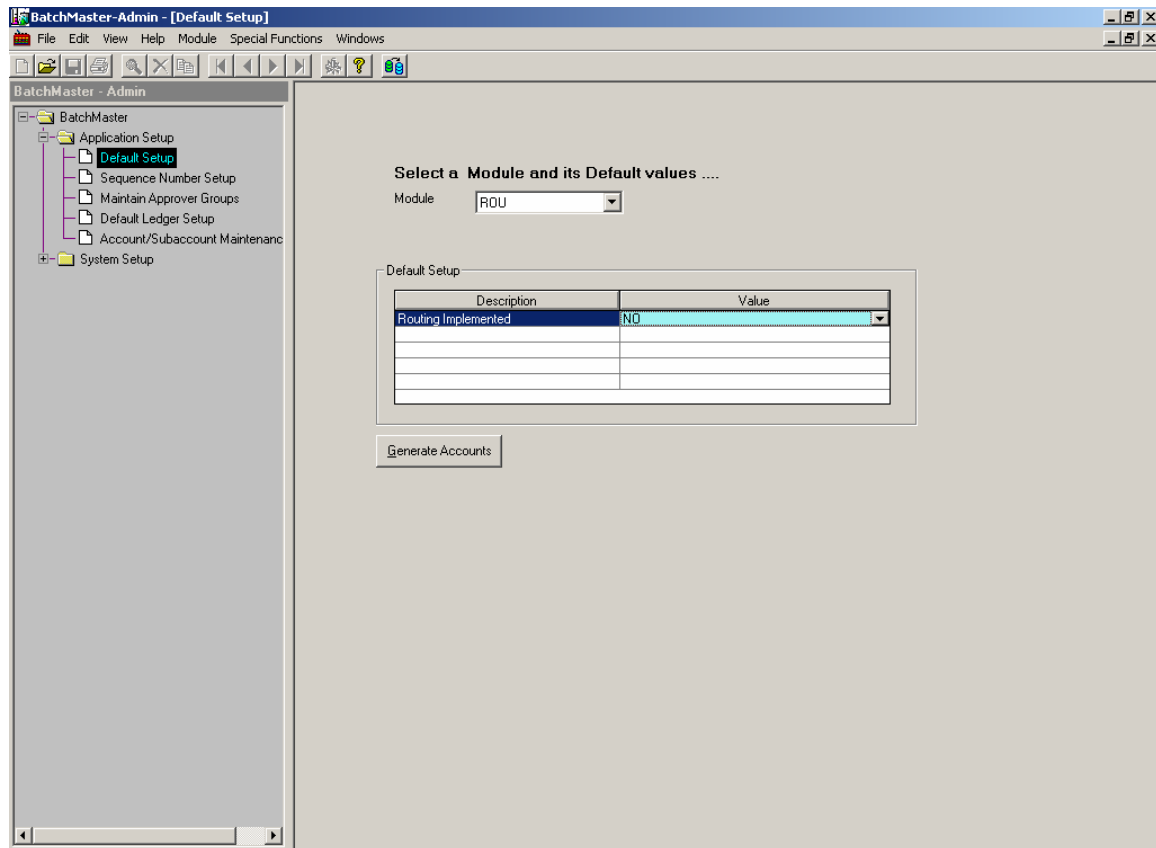 BatchMaster-Admin - [Default Setup]
File Edit View Help Module Special Functions Windows
BatchMaster - Admin
BatchMaster
Application Setup
Default Setup
Sequence Number Setup
Maintain Approver Groups
Default Ledger Setup
Account/Subaccount Maintenanc
System Setup
Select a Module and its Default values ....
Module ROU
Default Setup
Description Value
Routing Implemented NO
Generate Accounts